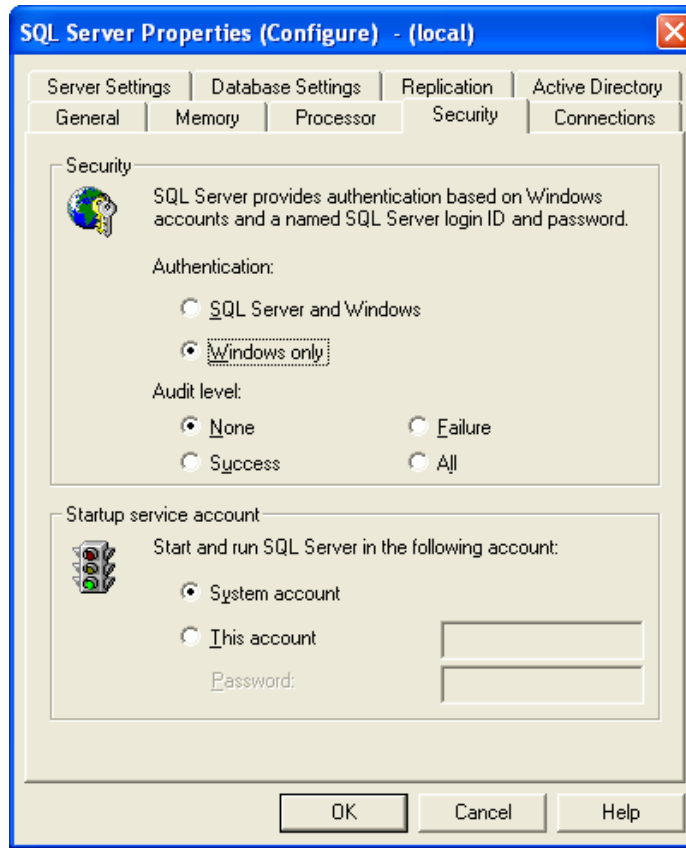 SQL Server Properties (Configure) - (local)
Server Settings
Database Settings
Replication
Active Directory
General
Memory
Processor
Security
Connections
Security
SQL Server provides authentication based on Windows
accounts and a named SQL Server login ID and password.
Authentication:
SQL Server and Windows
Windows only
Audit level:
None
Failure
Success
All
Startup service account
Start and run SQL Server in the following account:
System account
This account
Password:
OK
Cancel
Help